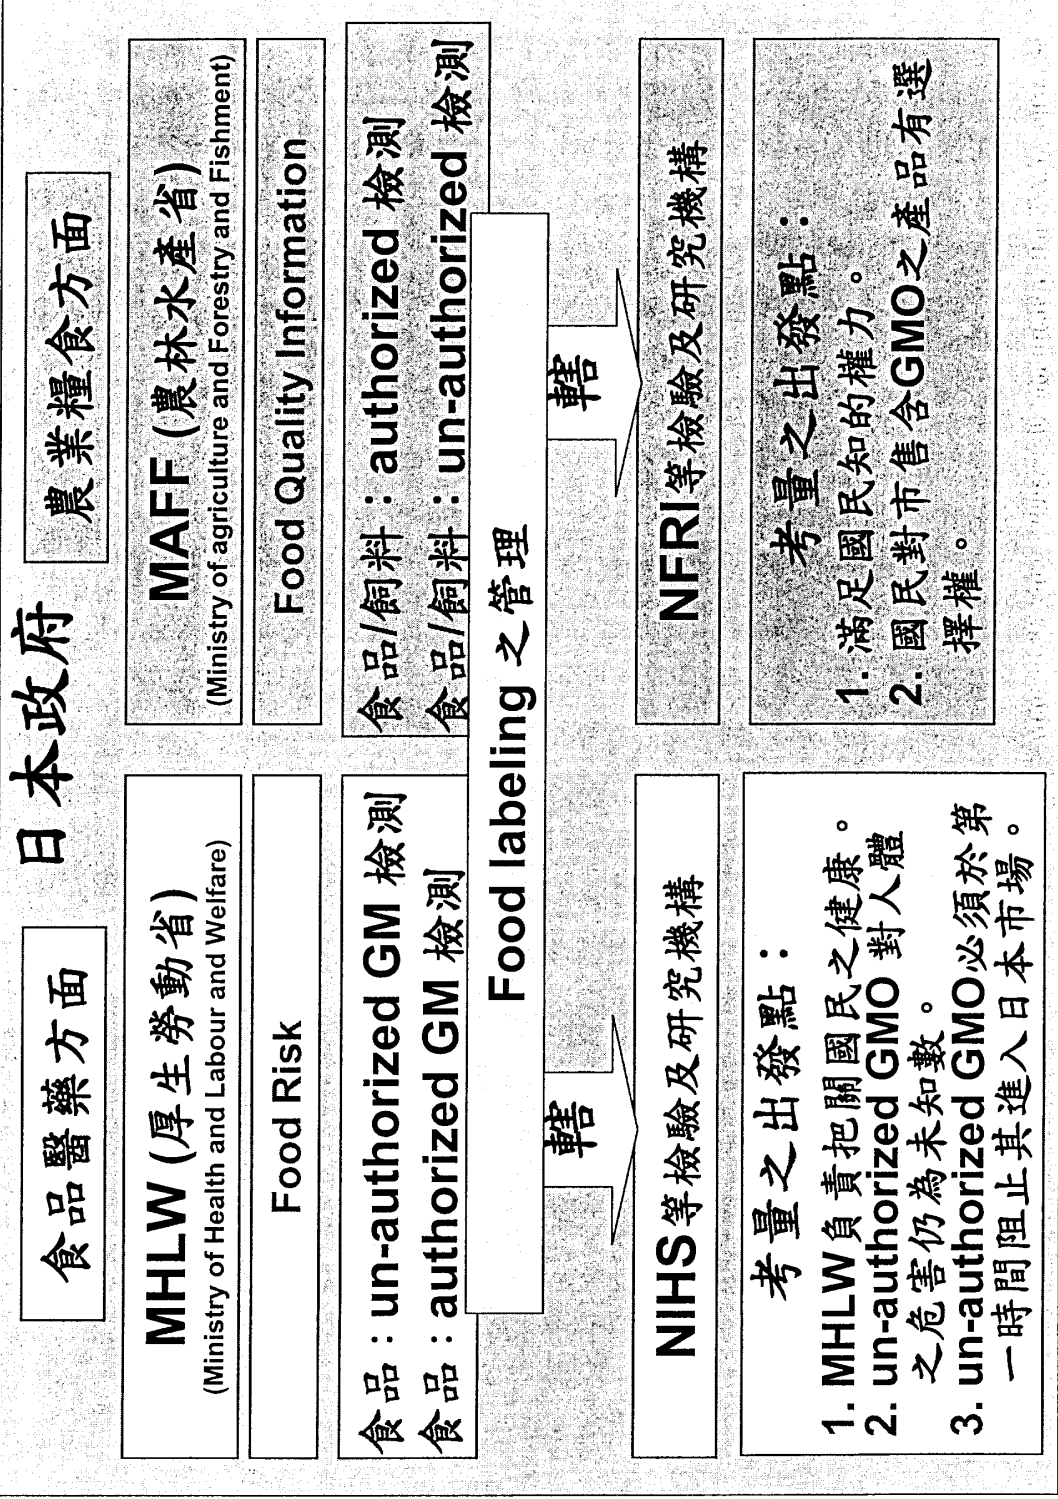 日本政府
食品醫藥方面
MHLW (厚生勞動省)
(Ministry of Health and Labour and Welfare)
Food Risk
食品：un-authorized GM 檢測
食品：authorized GM 檢測
農業糧食方面
MAFF (農林水產省)
(Ministry of agriculture and Forestry and Fishment)
Food Quality Information
食品/飼料：authorized 檢測
食品/飼料：un-authorized 檢測
Food labeling 之管理
轄
轄
NIHS等檢驗及研究機構
考量之出發點：
1. MHLW負責把關國民之健康。
2. un-authorized GMO 對人體
之危害仍為未知數。
3. un-authorized GMO必須於第
一時間阻止其進入日本市場。
NFRI等檢驗及研究機構
考量之出發點：
1. 滿足國民知的權力。
2. 國民對市售含GMO之產品有選
擇權。